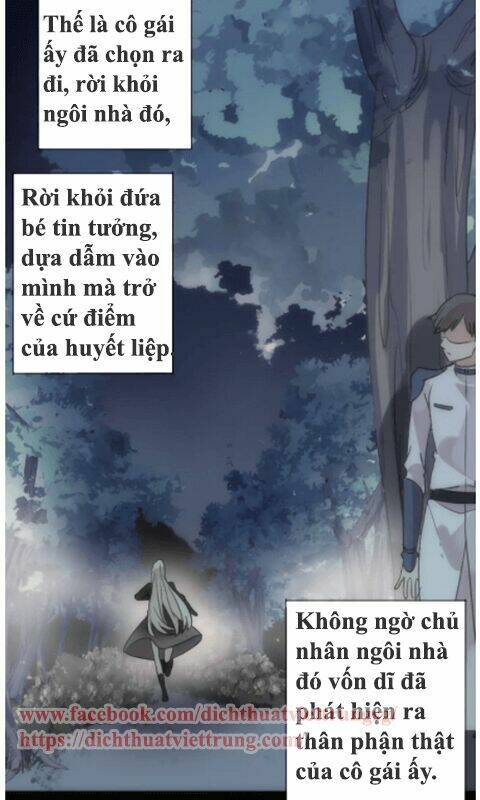 Thế là cô gái
ấy đã chọn ra
đi, rời khỏi
ngôi nhà đó,
Rời khỏi đứa
bé tin tưởng,
dựa dẫm vào
mình mà trở
về cứ điểm
của huyết liệp.
Không ngờ chủ
nhân ngôi nhà
đó vốn dĩ đã
phát hiện ra
thân phận thật
của cô gái ấy.
www.facebook.com/dichthuatviettrung
https://dichthuatviettrung.com